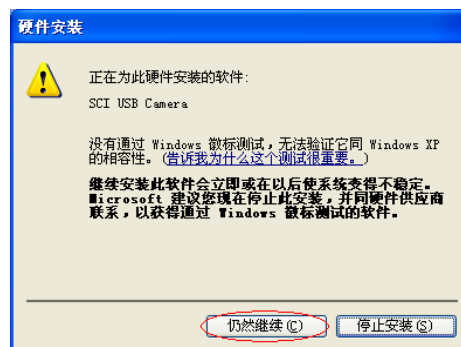 硬件安装
正在为此硬件安装的软件:
SCI USB Camera
没有通过 Windows 徽标测试，无法验证它同 Windows XP
的相容性。(告诉我为什么这个测试很重要。)
继续安装此软件会立即或在以后使系统变得不稳定。
Microsoft 建议您现在停止此安装，并同硬件供应商
联系，以获得通过 Windows 徽标测试的软件。
仍然继续(C) 停止安装(S)